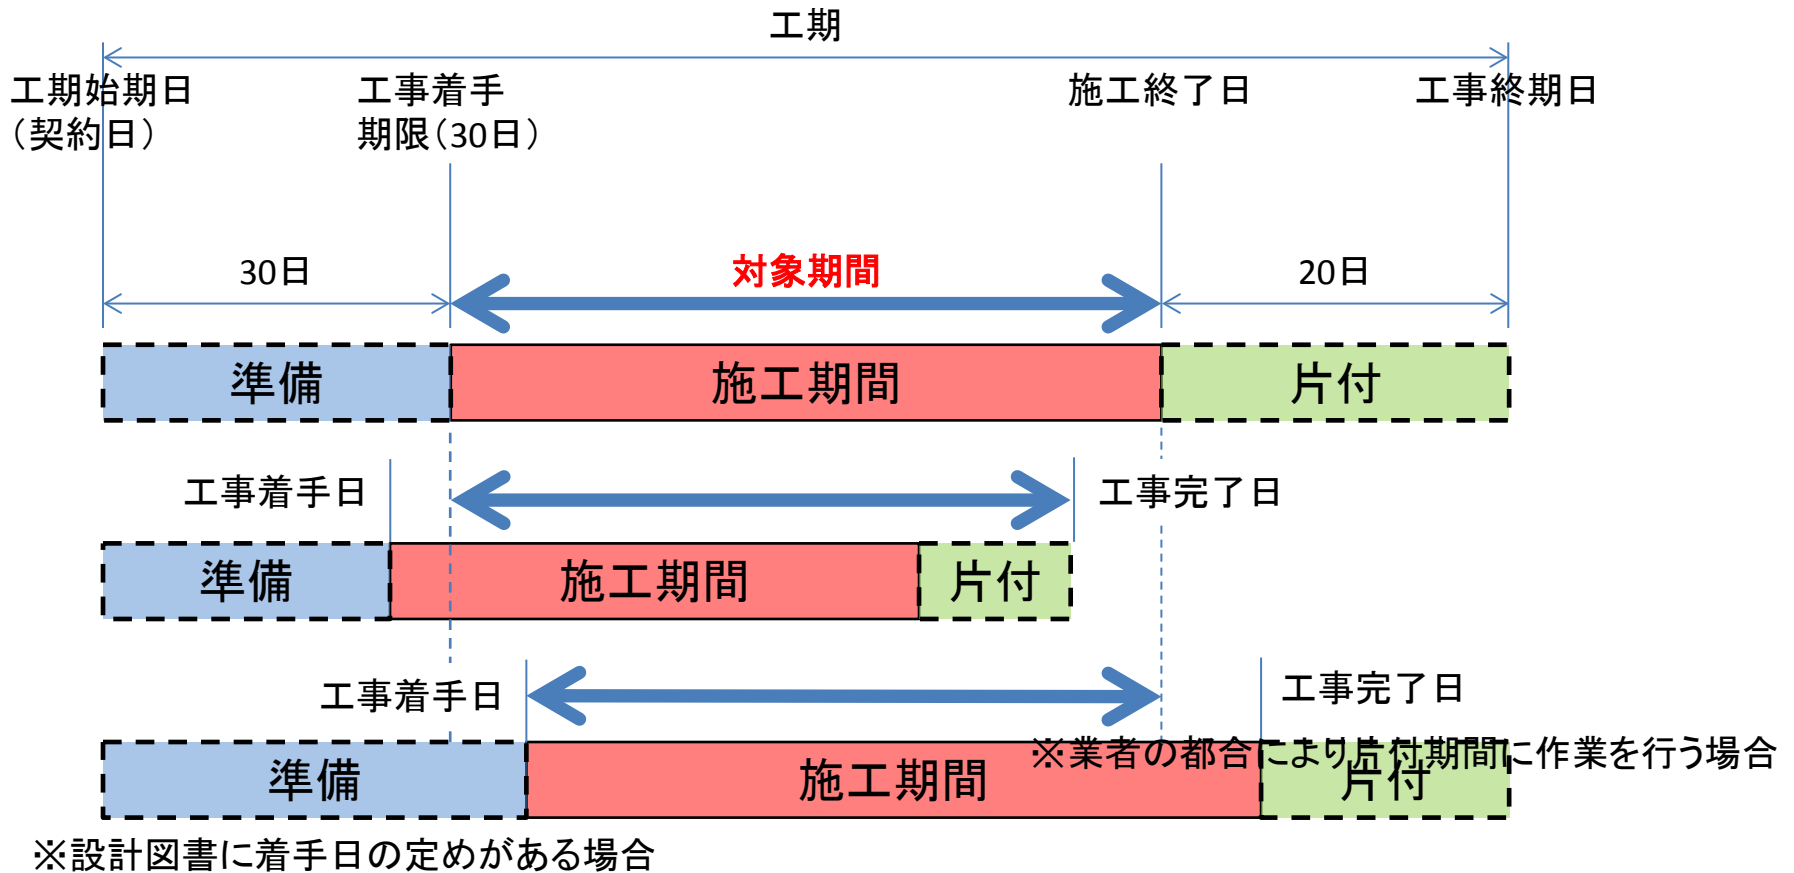 工期
工期始期日
（契約日）
工事着手
期限（30日）
施工終了日
工事終期日
30日
対象期間
20日
準備
施工期間
片付
工事着手日
工事完了日
準備
施工期間
片付
工事着手日
工事完了日
※業者の都合により片付期間に作業を行う場合
準備
施工期間
片付
※設計図書に着手日の定めがある場合